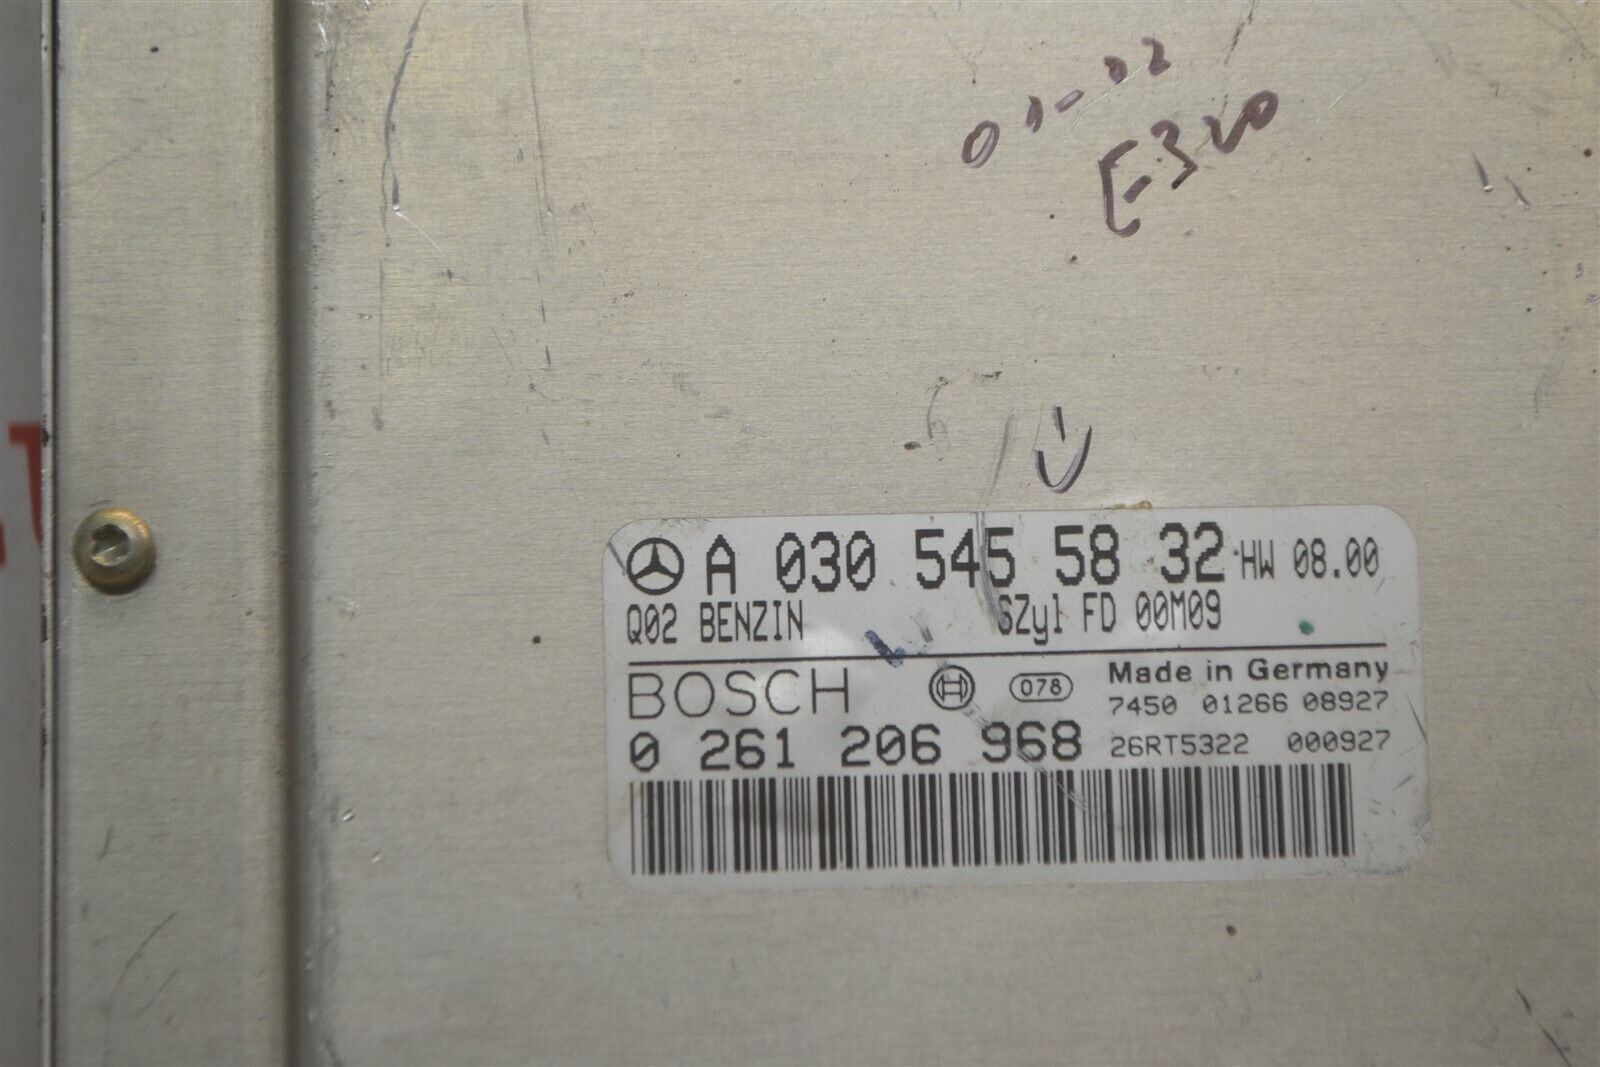 01-02
E-320
A 030 545 58 32 HW 08.00
Q02 BENZIN 6Zyl FD 00M09
BOSCH H 078 Made in Germany
7450 01266 08927
0 261 206 968 26RT5322 000927